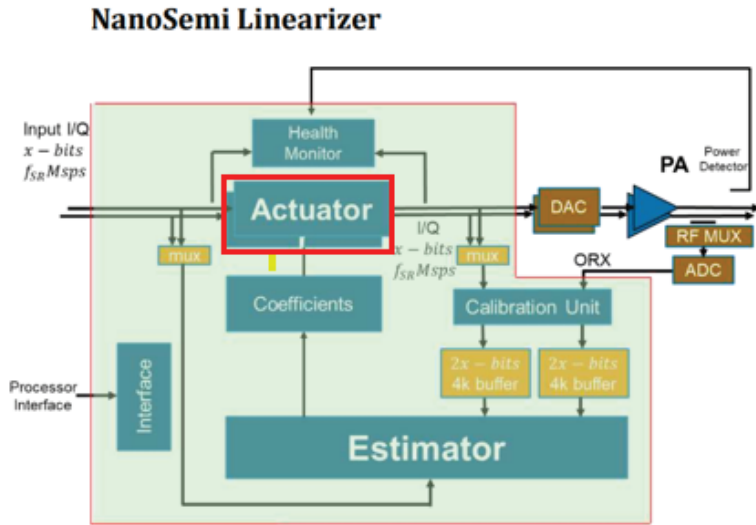 NanoSemi Linearizer
Input I/Q
x − bits
f_SR Msps
Health
Monitor
Power
Detector
PA
Actuator
DAC
RF MUX
I/Q
x − bits
f_SR Msps
mux
mux
ORX
ADC
Coefficients
Calibration Unit
2x − bits
4k buffer
2x − bits
4k buffer
Processor
Interface
Interface
Estimator